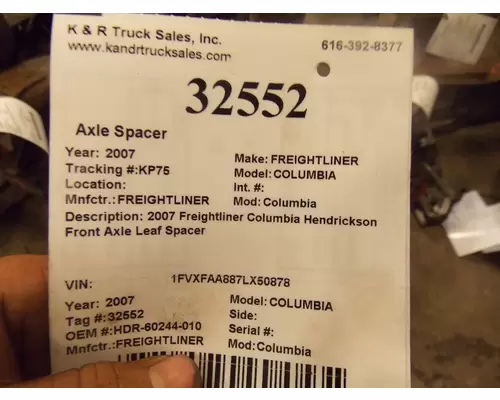 K & R Truck Sales, Inc.
www.kandrtrucksales.com
616-392-8377
32552
Axle Spacer
Year: 2007
Make: FREIGHTLINER
Tracking #:KP75
Model:COLUMBIA
Location:
Int. #:
Mnfctr.:FREIGHTLINER
Mod: Columbia
Description: 2007 Freightliner Columbia Hendrickson
Front Axle Leaf Spacer
VIN: 1FVXFAA887LX50878
Year: 2007
Model:COLUMBIA
Tag #:32552
Side:
OEM #:HDR-60244-010
Serial #:
Mnfctr.:FREIGHTLINER
Mod:Columbia